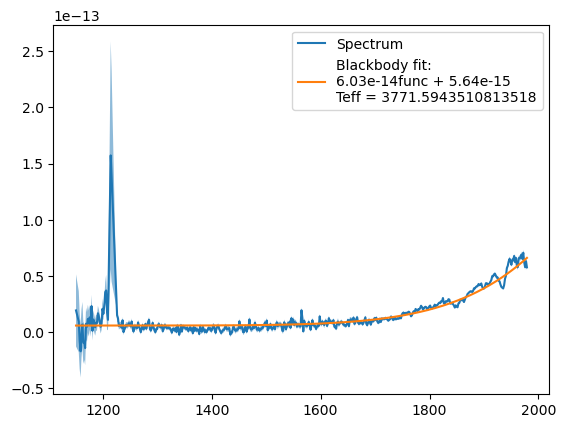 1e−13
2.5
2.0
1.5
1.0
0.5
0.0
−0.5
1200
1400
1600
1800
2000
Spectrum
Blackbody fit:
6.03e-14func + 5.64e-15
Teff = 3771.5943510813518